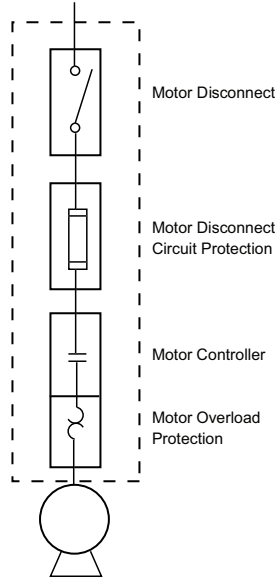 Motor Disconnect
Motor Disconnect
Circuit Protection
Motor Controller
Motor Overload
Protection